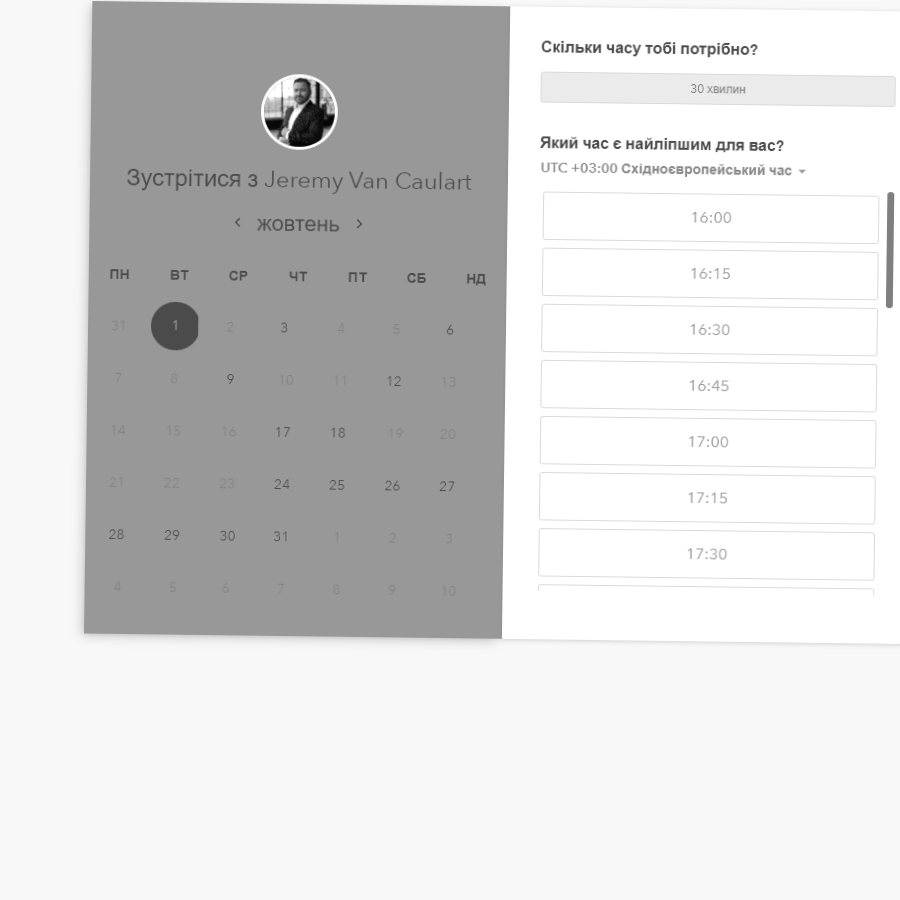 Зустрітися з Jeremy Van Caulart
жовтень
ПН ВТ СР ЧТ ПТ СБ НД
31 1 2 3 4 5 6
7 8 9 10 11 12 13
14 15 16 17 18 19 20
21 22 23 24 25 26 27
28 29 30 31 1 2 3
4 5 6 7 8 9 10
Скільки часу тобі потрібно?
30 хвилин
Який час є найліпшим для вас?
UTC +03:00 Східноєвропейський час
16:00
16:15
16:30
16:45
17:00
17:15
17:30